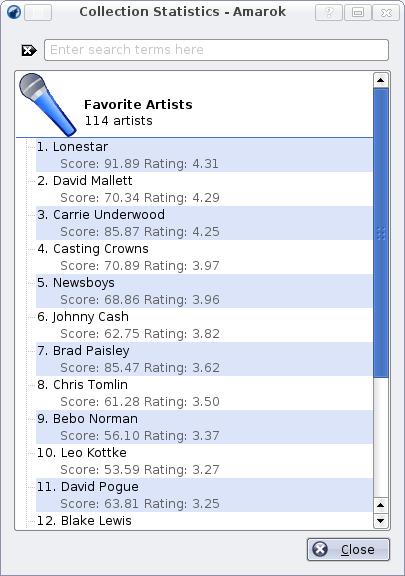 Collection Statistics - Amarok
Enter search terms here
Favorite Artists
114 artists
1. Lonestar
Score: 91.89 Rating: 4.31
2. David Mallett
Score: 70.34 Rating: 4.29
3. Carrie Underwood
Score: 85.87 Rating: 4.25
4. Casting Crowns
Score: 70.89 Rating: 3.97
5. Newsboys
Score: 68.86 Rating: 3.96
6. Johnny Cash
Score: 62.75 Rating: 3.82
7. Brad Paisley
Score: 85.47 Rating: 3.62
8. Chris Tomlin
Score: 61.28 Rating: 3.50
9. Bebo Norman
Score: 56.10 Rating: 3.37
10. Leo Kottke
Score: 53.59 Rating: 3.27
11. David Pogue
Score: 63.81 Rating: 3.25
12. Blake Lewis
Close